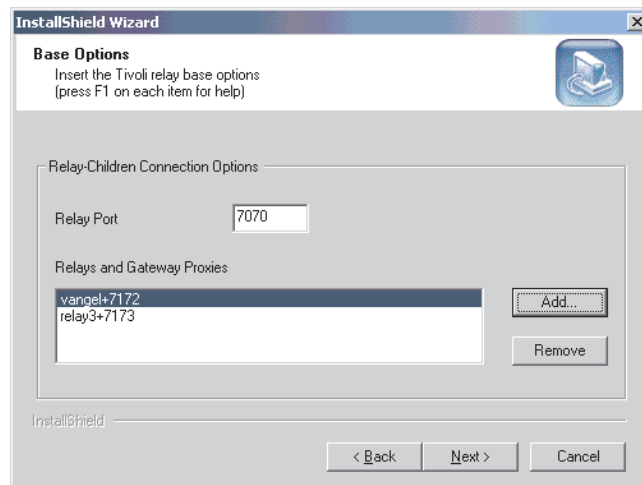 InstallShield Wizard
Base Options
Insert the Tivoli relay base options
(press F1 on each item for help)
Relay-Children Connection Options
Relay Port
7070
Relays and Gateway Proxies
vangel+7172
relay3+7173
Add...
Remove
InstallShield
< Back
Next >
Cancel